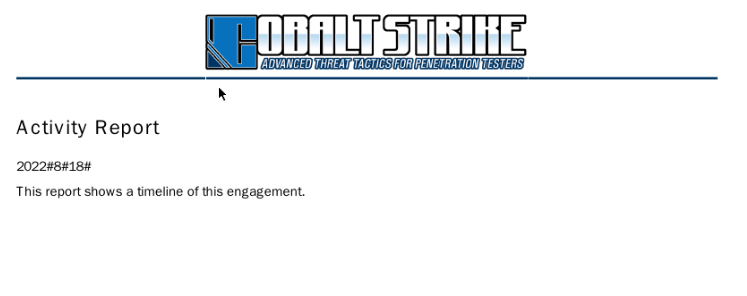 COBALT STRIKE
ADVANCED THREAT TACTICS FOR PENETRATION TESTERS
Activity Report
2022#8#18#
This report shows a timeline of this engagement.